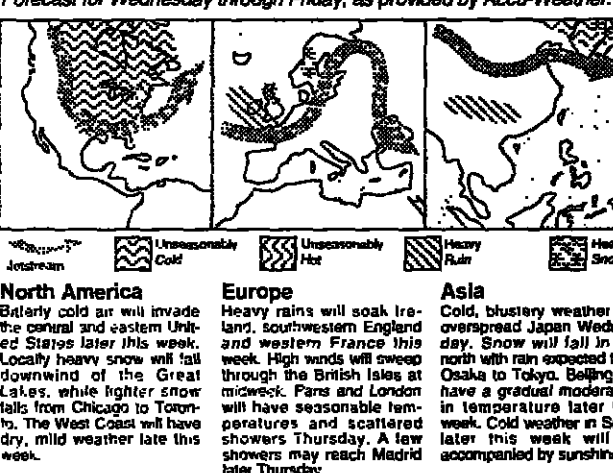 Forecast for Wednesday through Friday, as provided by Accu-Weather.
Jetstream
Unseasonably
Cold
Unseasonably
Hot
Heavy
Rain
North America
Bitterly cold air will invade
the central and eastern Unit-
ed States later this week.
Locally heavy snow will fall
downwind of the Great
Lakes, while lighter snow
falls from Chicago to Toron-
to. The West Coast will have
dry, mild weather late this
week.
Europe
Heavy rains will soak Ire-
land, southwestern England
and western France this
week. High winds will sweep
through the British Isles at
midweek. Paris and London
will have seasonable tem-
peratures and scattered
showers Thursday. A few
showers may reach Madrid
later Thursday.
Asia
Cold, blustery weather
overspread Japan Wed
day. Snow will fall in
north with rain expected
Osaka to Tokyo. Beijing
have a gradual modera
in temperature later
week. Cold weather in S
later this week will
accompanied by sunshin